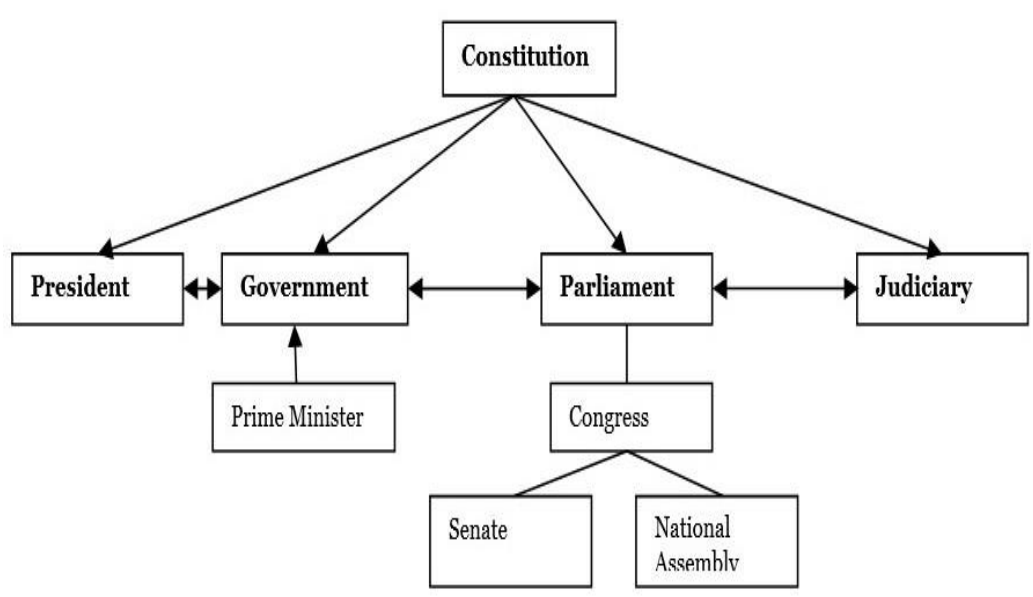 Constitution
President
Government
Parliament
Judiciary
Prime Minister
Congress
Senate
National
Assembly